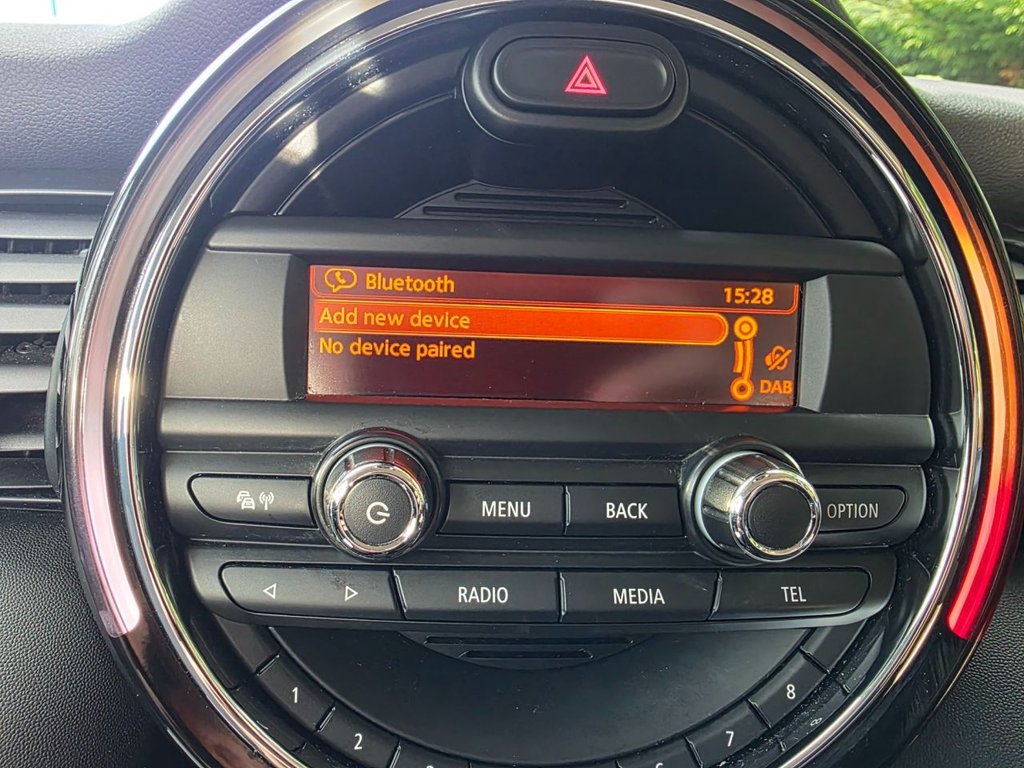 Bluetooth 15:28
Add new device
No device paired
DAB
MENU BACK OPTION
RADIO MEDIA TEL
1 8
2 7